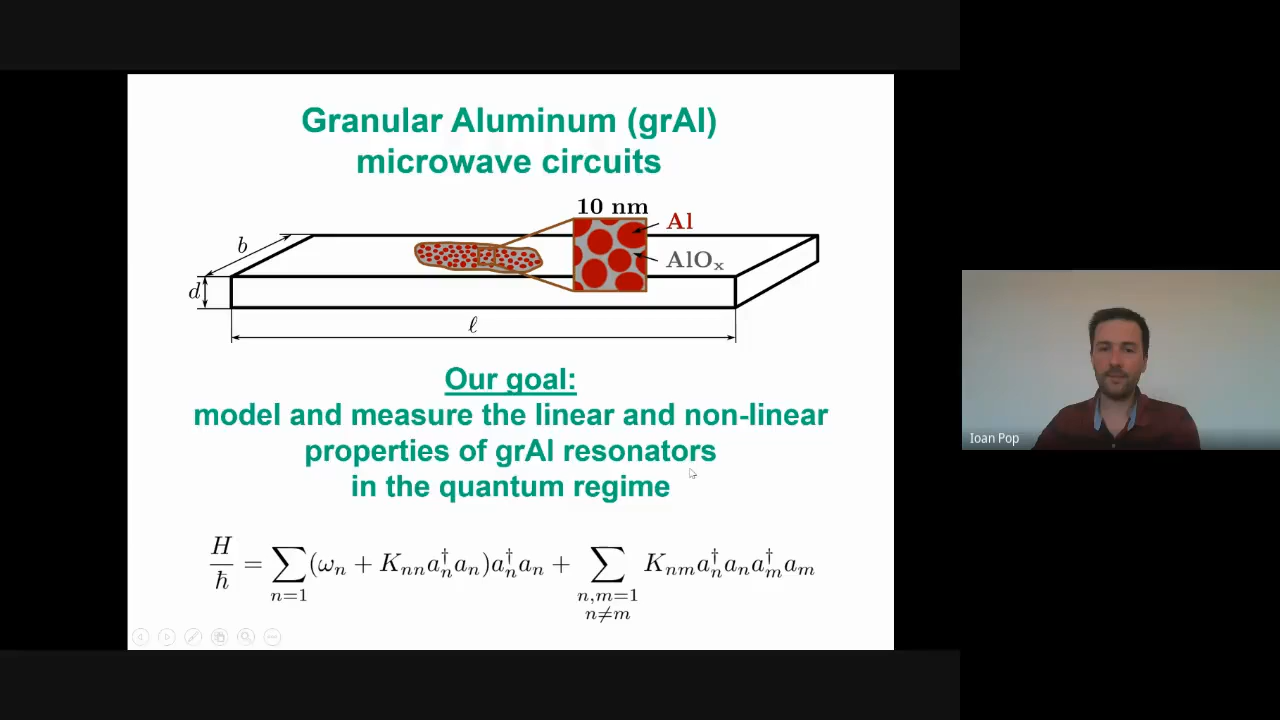 Granular Aluminum (grAl)
microwave circuits
10 nm
Al
AlOₓ
b
d
ℓ
Our goal:
model and measure the linear and non-linear
properties of grAl resonators
in the quantum regime
H/ħ = ∑_{n=1} (ω_n + K_{nn} a_n^† a_n) a_n^† a_n + ∑_{n,m=1 n≠m} K_{nm} a_n^† a_n a_m^† a_m
Ioan Pop